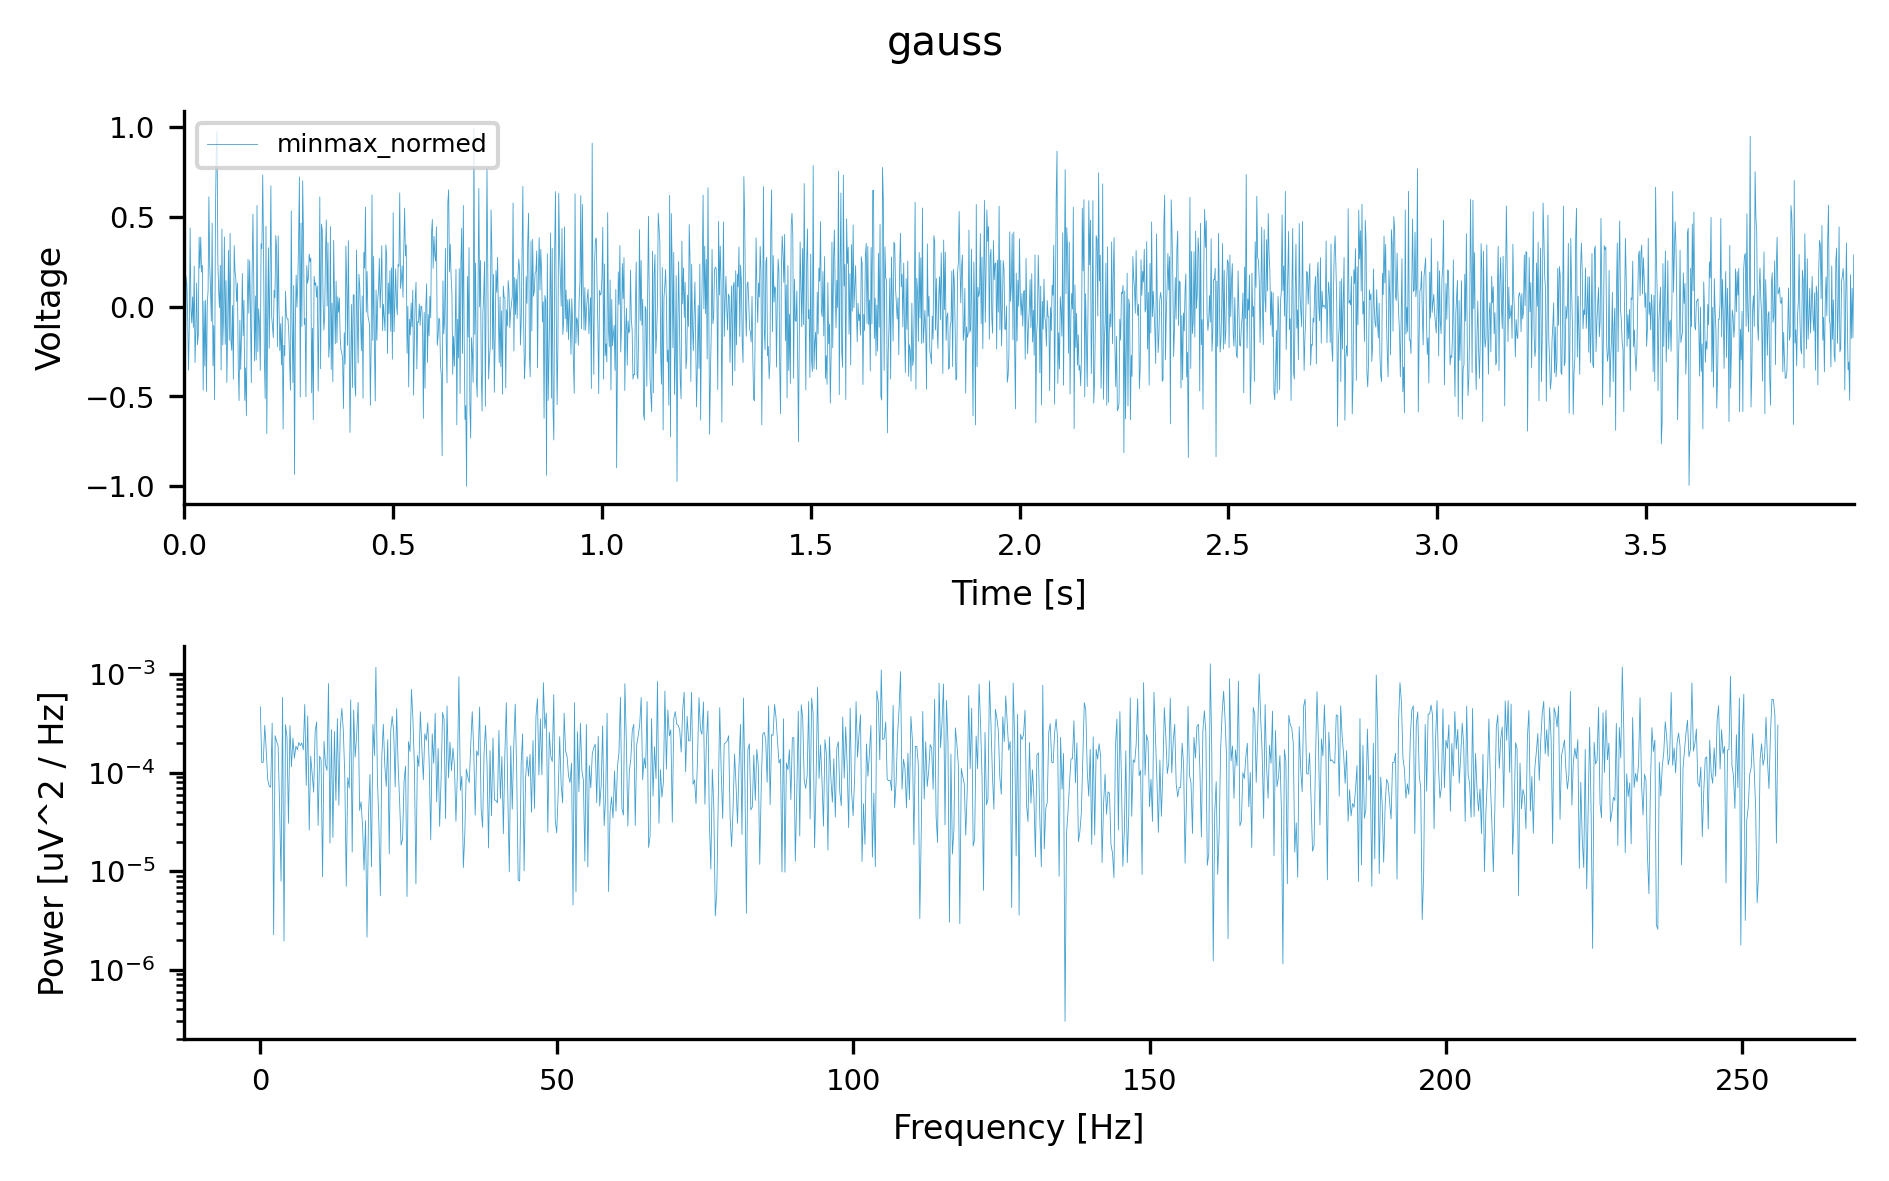 gauss
minmax_normed
Voltage
1.0
0.5
0.0
−0.5
−1.0
0.0 0.5 1.0 1.5 2.0 2.5 3.0 3.5
Time [s]
Power [uV^2 / Hz]
10⁻³
10⁻⁴
10⁻⁵
10⁻⁶
0 50 100 150 200 250
Frequency [Hz]